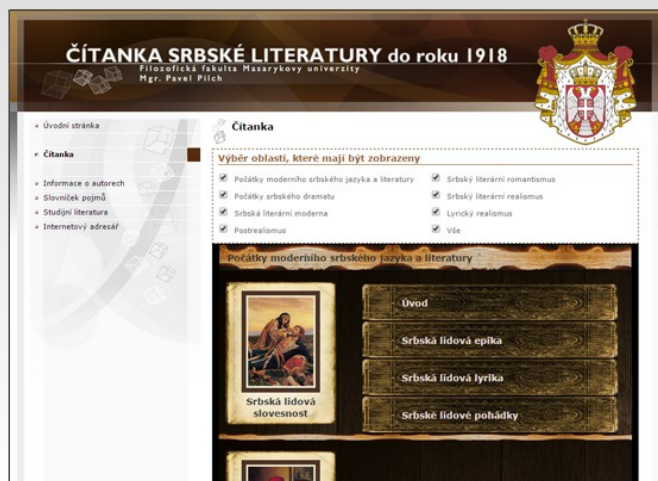 ČÍTANKA SRBSKÉ LITERATURY do roku 1918
Filozofická fakulta Masarykovy univerzity
Mgr. Pavel Pilch
Úvodní stránka
Čítanka
Informace o autorech
Slovníček pojmů
Studijní literatura
Internetový adresář
Čítanka
Výběr oblastí, které mají být zobrazeny
Počátky moderního srbského jazyka a literatury
Srbský literární romantismus
Počátky srbského dramatu
Srbský literární realismus
Srbská literární moderna
Lyrický realismus
Postrealismus
Vše
Počátky moderního srbského jazyka a literatury
Srbská lidová
slovesnost
Úvod
Srbská lidová epika
Srbská lidová lyrika
Srbské lidové pohádky